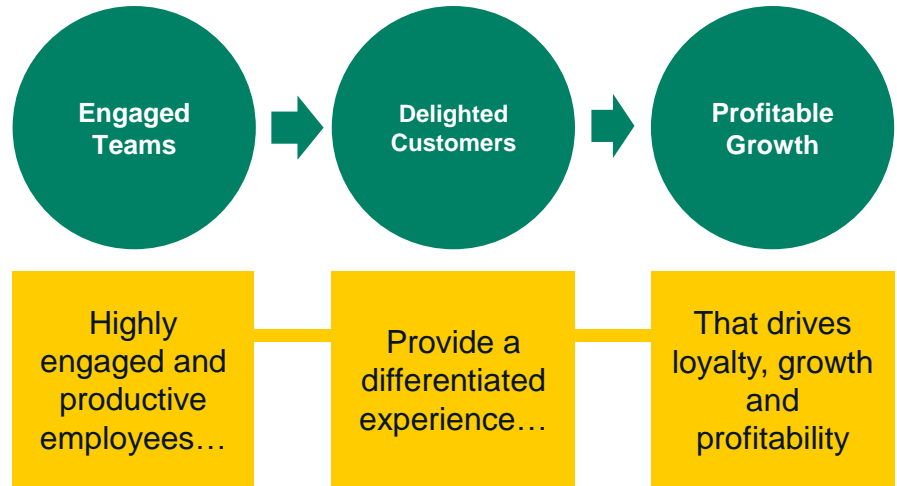 Engaged
Teams
Delighted
Customers
Profitable
Growth
Highly
engaged and
productive
employees…
Provide a
differentiated
experience…
That drives
loyalty, growth
and
profitability